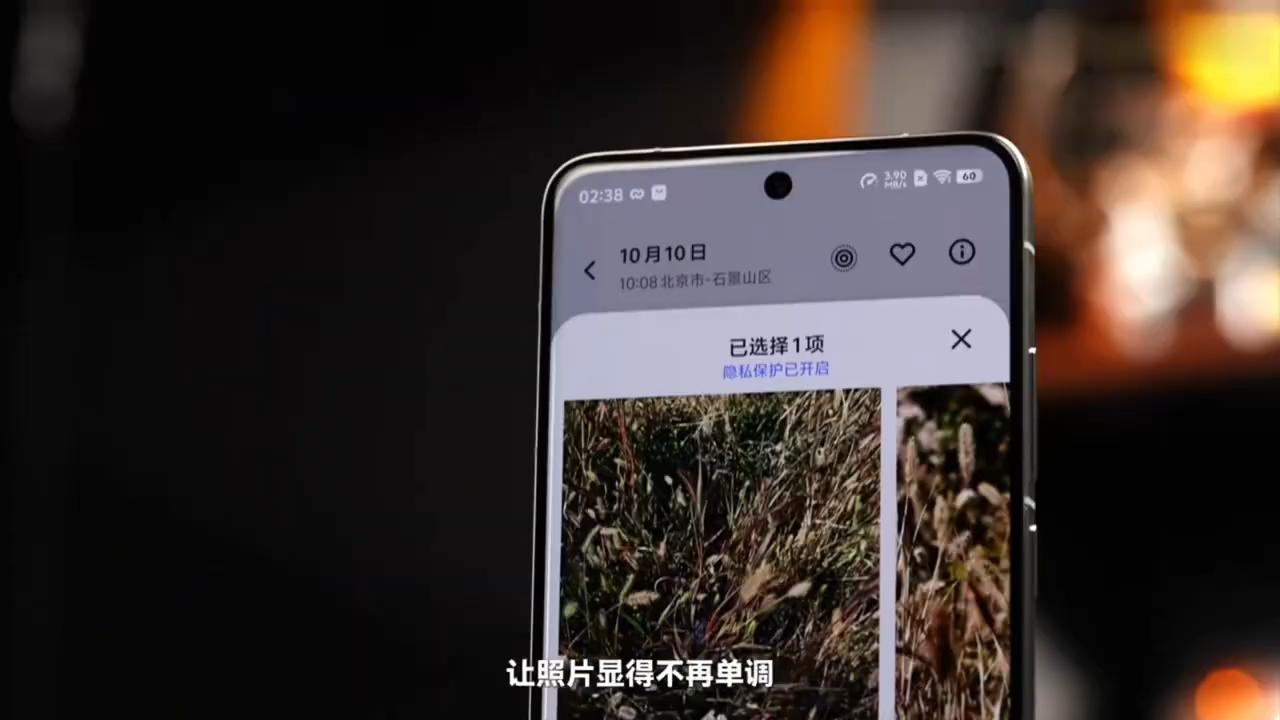 02:38
3.90
MB/s
60
10月10日
10:08 北京市-石景山区
已选择1项
隐私保护已开启
让照片显得不再单调